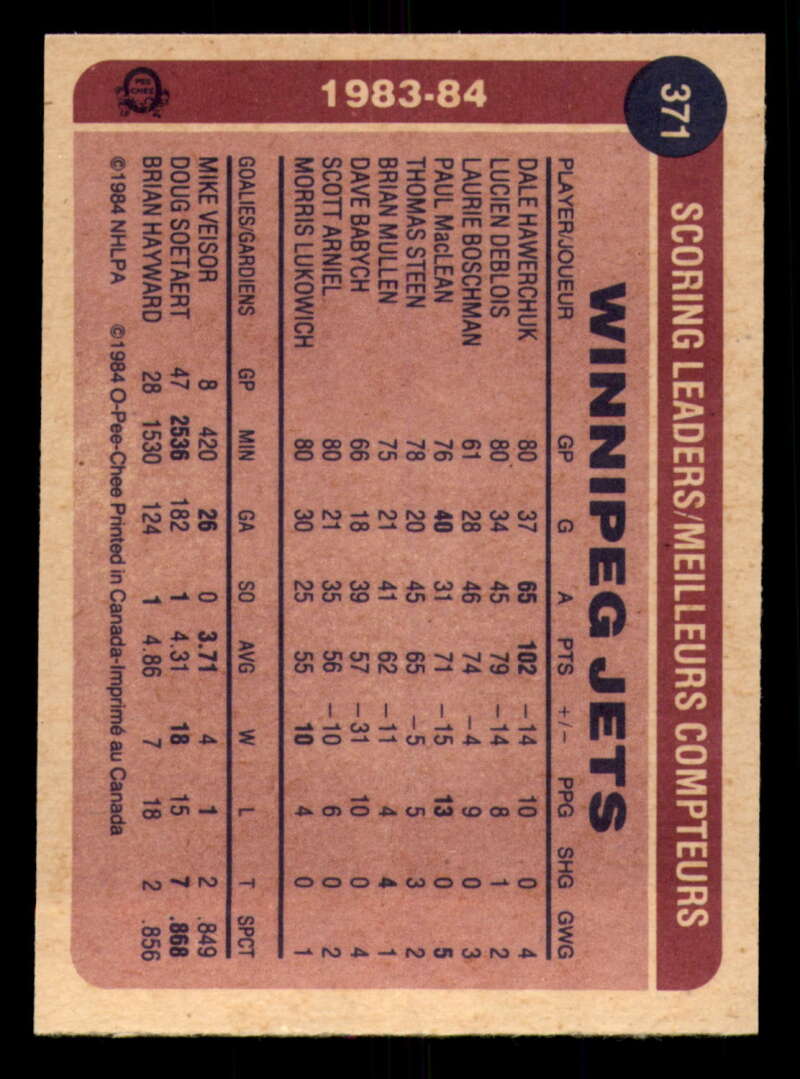 371
SCORING LEADERS/MEILLEURS COMPTEURS
1983-84
PEE CHEE
WINNIPEG JETS
PLAYER/JOUEUR GP G A PTS +/- PPG SHG GWG
DALE HAWERCHUK 80 37 65 102 -14 10 0 4
LUCIEN DEBLOIS 80 34 45 79 -14 8 1 2
LAURIE BOSCHMAN 61 28 46 74 -4 9 0 3
PAUL MacLEAN 76 40 31 71 -15 13 0 5
THOMAS STEEN 78 20 45 65 -5 5 3 2
BRIAN MULLEN 75 21 41 62 -11 4 4 1
DAVE BABYCH 66 18 39 57 -31 10 0 4
SCOTT ARNIEL 80 21 35 56 -10 6 0 2
MORRIS LUKOWICH 80 30 25 55 10 4 0 1
GOALIES/GARDIENS GP MIN GA SO AVG W L T SPCT
MIKE VEISOR 8 420 26 0 3.71 4 1 2 .849
DOUG SOETAERT 47 2536 182 1 4.31 18 15 7 .868
BRIAN HAYWARD 28 1530 124 1 4.86 7 18 2 .856
©1984 NHLPA ©1984 O-Pee-Chee Printed in Canada-Imprimé au Canada